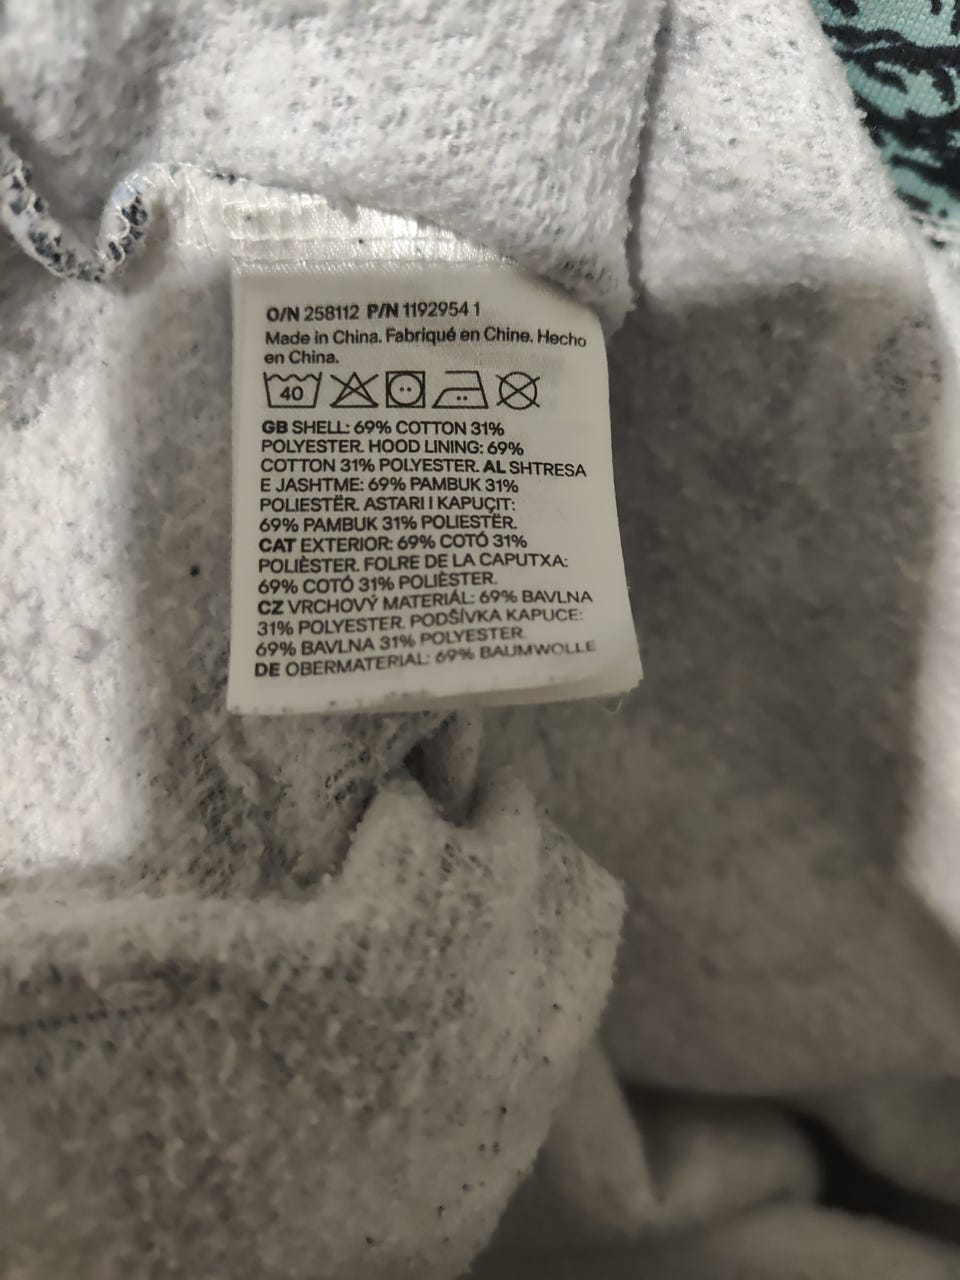 O/N 258112 P/N 1192954 1
Made in China. Fabriqué en Chine. Hecho
en China.
40
GB SHELL: 69% COTTON 31%
POLYESTER. HOOD LINING: 69%
COTTON 31% POLYESTER. AL SHTRESA
E JASHTME: 69% PAMBUK 31%
POLIESTËR. ASTARI I KAPUÇIT:
69% PAMBUK 31% POLIESTËR.
CAT EXTERIOR: 69% COTÓ 31%
POLIÈSTER. FOLRE DE LA CAPUTXA:
69% COTÓ 31% POLIÈSTER.
CZ VRCHOVÝ MATERIÁL: 69% BAVLNA
31% POLYESTER. PODŠÍVKA KAPUCE:
69% BAVLNA 31% POLYESTER.
DE OBERMATERIAL: 69% BAUMWOLLE